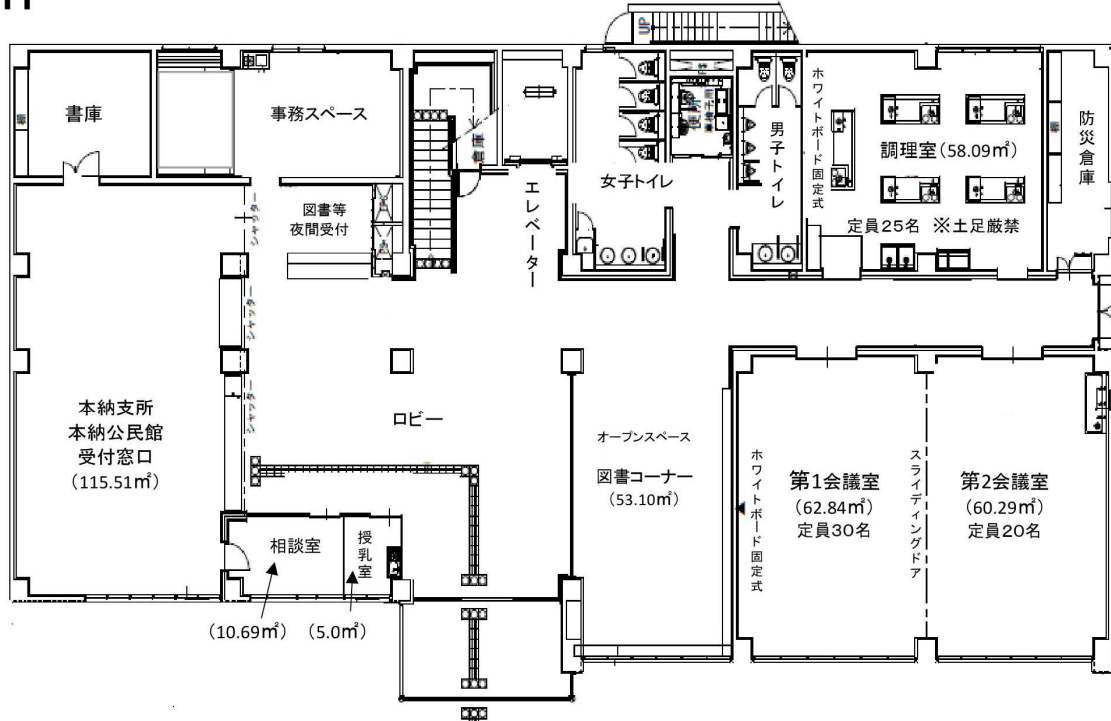 UP
書庫
事務スペース
倉庫
エレベーター
女子トイレ
男子トイレ
ホワイトボード固定式
調理室(58.09㎡)
定員25名 ※土足厳禁
防災倉庫
図書等
夜間受付
シャッター
シャッター
シャッター
本納支所
本納公民館
受付窓口
(115.51㎡)
ロビー
オープンスペース
図書コーナー
(53.10㎡)
ホワイトボード固定式
第1会議室
(62.84㎡)
定員30名
スライディングドア
第2会議室
(60.29㎡)
定員20名
相談室
授乳室
(10.69㎡)
(5.0㎡)